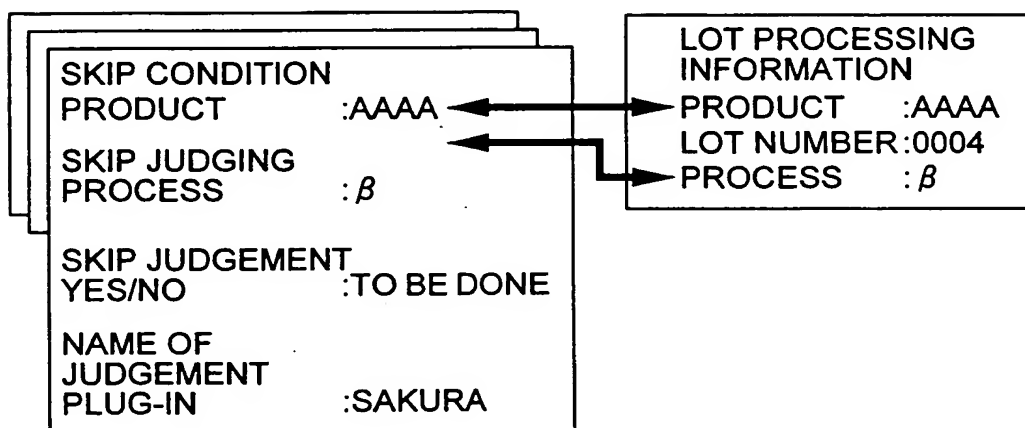 SKIP CONDITION
PRODUCT :AAAA
SKIP JUDGING
PROCESS :β
SKIP JUDGEMENT
YES/NO :TO BE DONE
NAME OF
JUDGEMENT
PLUG-IN :SAKURA
LOT PROCESSING
INFORMATION
PRODUCT :AAAA
LOT NUMBER:0004
PROCESS :β